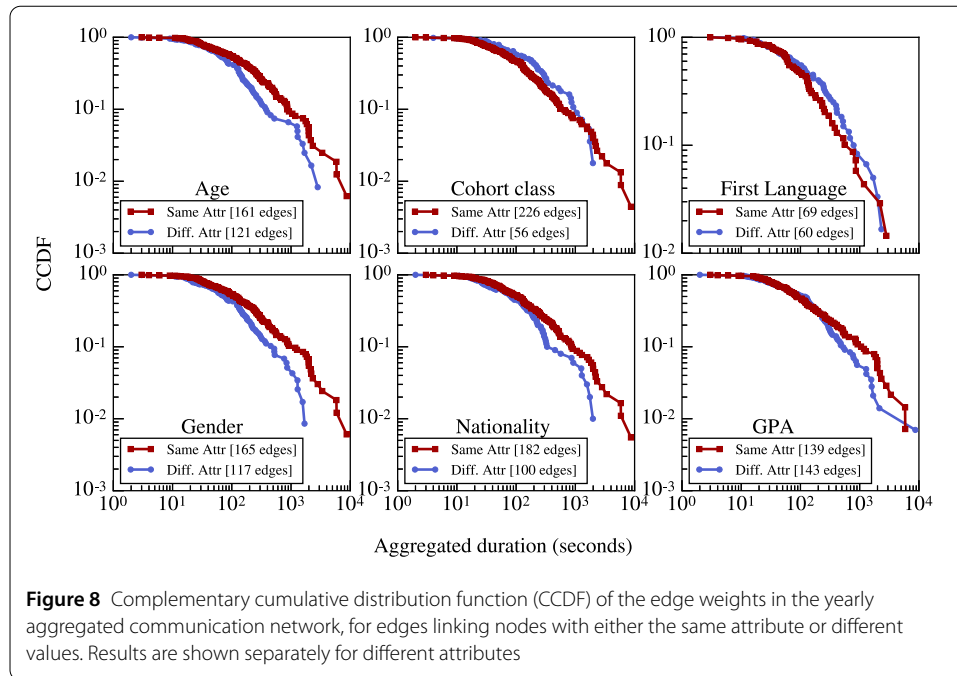 10⁰
10⁻¹
10⁻²
10⁻³
Age
Same Attr [161 edges]
Diff. Attr [121 edges]
10⁰
10⁻¹
10⁻²
10⁻³
Cohort class
Same Attr [226 edges]
Diff. Attr [56 edges]
10⁰
10⁻¹
10⁻²
First Language
Same Attr [69 edges]
Diff. Attr [60 edges]
CCDF
10⁰
10⁻¹
10⁻²
10⁻³
Gender
Same Attr [165 edges]
Diff. Attr [117 edges]
10⁰ 10¹ 10² 10³ 10⁴
10⁰
10⁻¹
10⁻²
10⁻³
Nationality
Same Attr [182 edges]
Diff. Attr [100 edges]
10⁰ 10¹ 10² 10³ 10⁴
10⁰
10⁻¹
10⁻²
10⁻³
GPA
Same Attr [139 edges]
Diff. Attr [143 edges]
10⁰ 10¹ 10² 10³ 10⁴
Aggregated duration (seconds)
Figure 8 Complementary cumulative distribution function (CCDF) of the edge weights in the yearly
aggregated communication network, for edges linking nodes with either the same attribute or different
values. Results are shown separately for different attributes